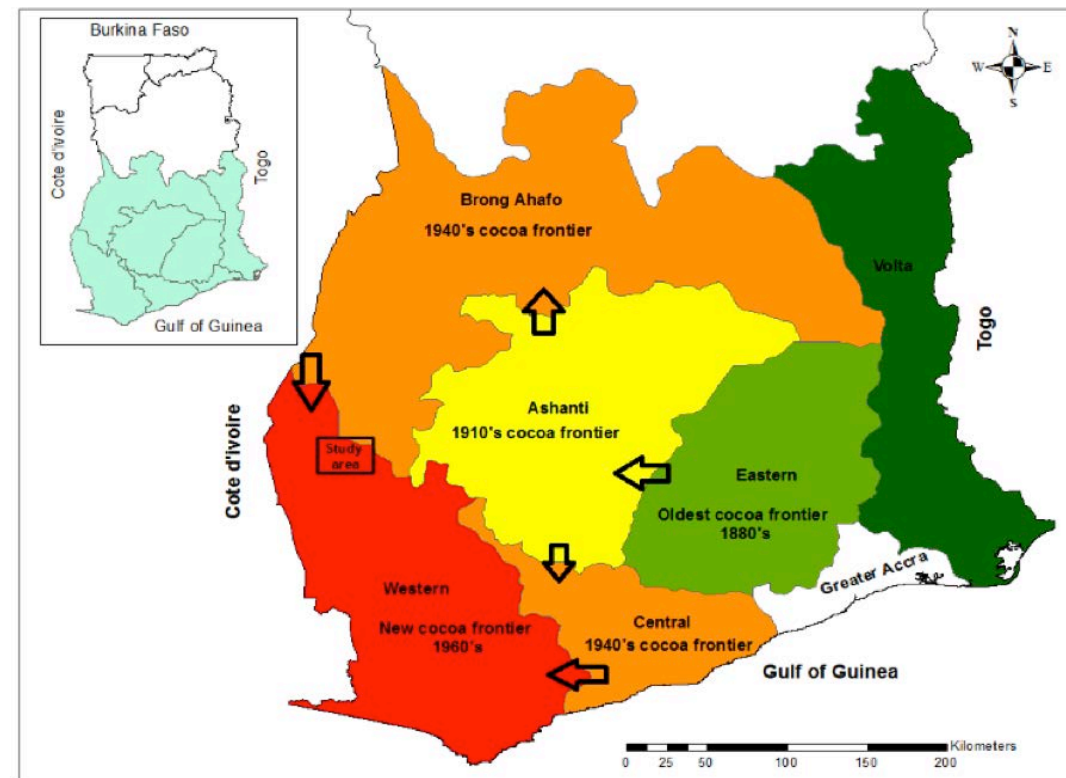 Burkina Faso
Cote d'ivoire
Togo
Gulf of Guinea
N
W E
S
Brong Ahafo
1940's cocoa frontier
Volta
Togo
Ashanti
1910's cocoa frontier
Cote d'ivoire
Study
area
Eastern
Oldest cocoa frontier
1880's
Greater Accra
Western
New cocoa frontier
1960's
Central
1940's cocoa frontier
Gulf of Guinea
Kilometers
0 25 50 100 150 200